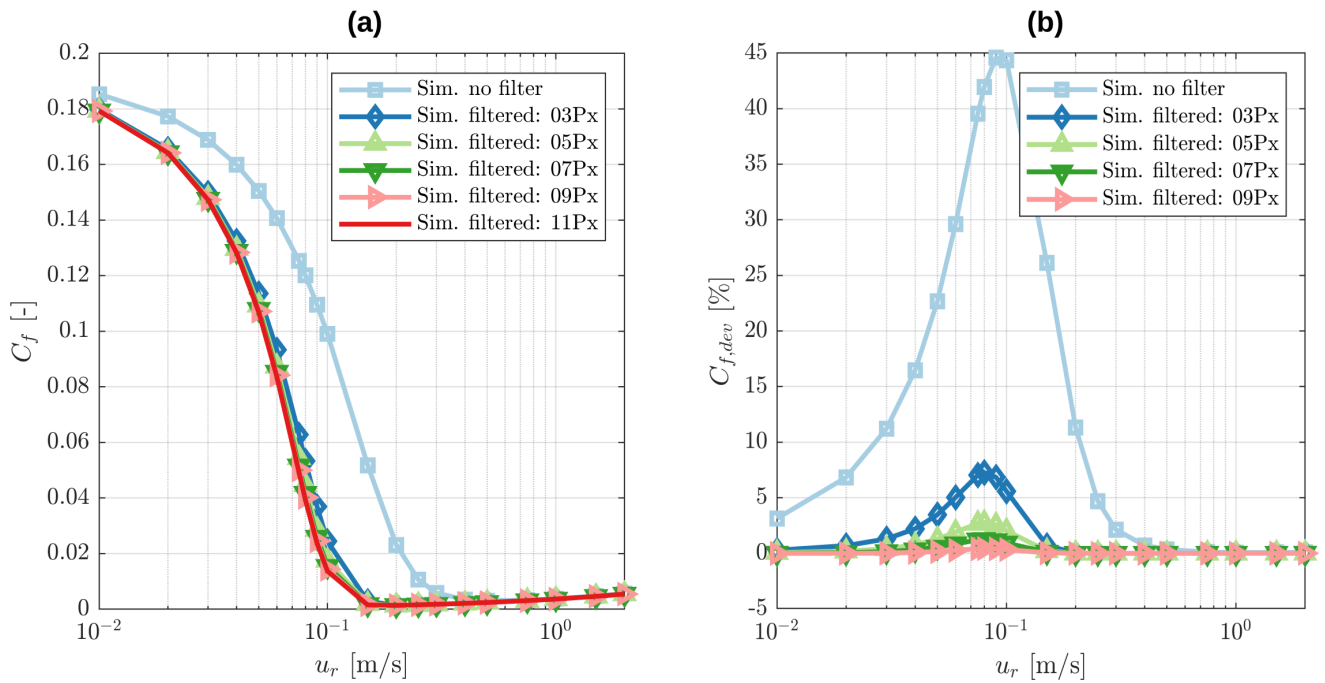 (a)
0.2
0.18
0.16
0.14
0.12
0.1
0.08
0.06
0.04
0.02
0
C_f [-]
10^-2
10^-1
10^0
u_r [m/s]
Sim. no filter
Sim. filtered: 03Px
Sim. filtered: 05Px
Sim. filtered: 07Px
Sim. filtered: 09Px
Sim. filtered: 11Px
(b)
45
40
35
30
25
20
15
10
5
0
-5
C_f,dev [%]
10^-2
10^-1
10^0
u_r [m/s]
Sim. no filter
Sim. filtered: 03Px
Sim. filtered: 05Px
Sim. filtered: 07Px
Sim. filtered: 09Px